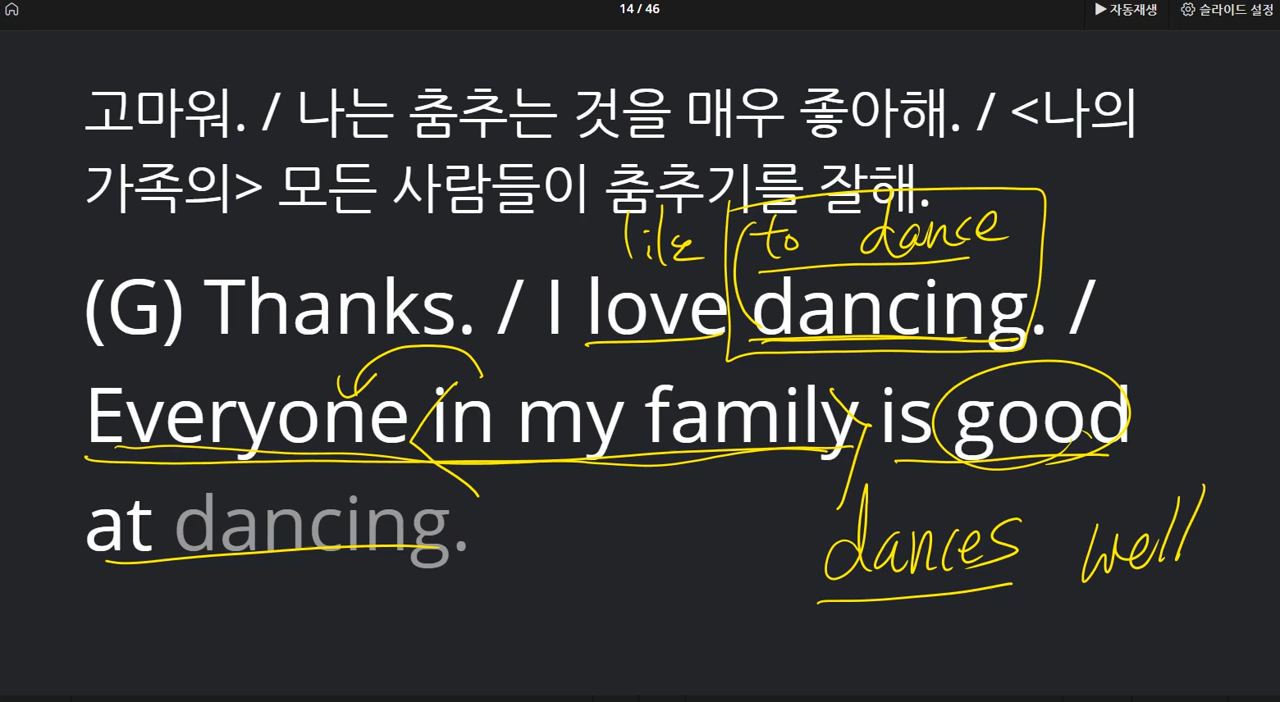 14 / 46
▶자동재생
슬라이드 설정
고마워. / 나는 춤추는 것을 매우 좋아해. / <나의
가족의> 모든 사람들이 춤추기를 잘해.
like to dance
(G) Thanks. / I love dancing. /
Everyone in my family is good
at dancing.
dances well